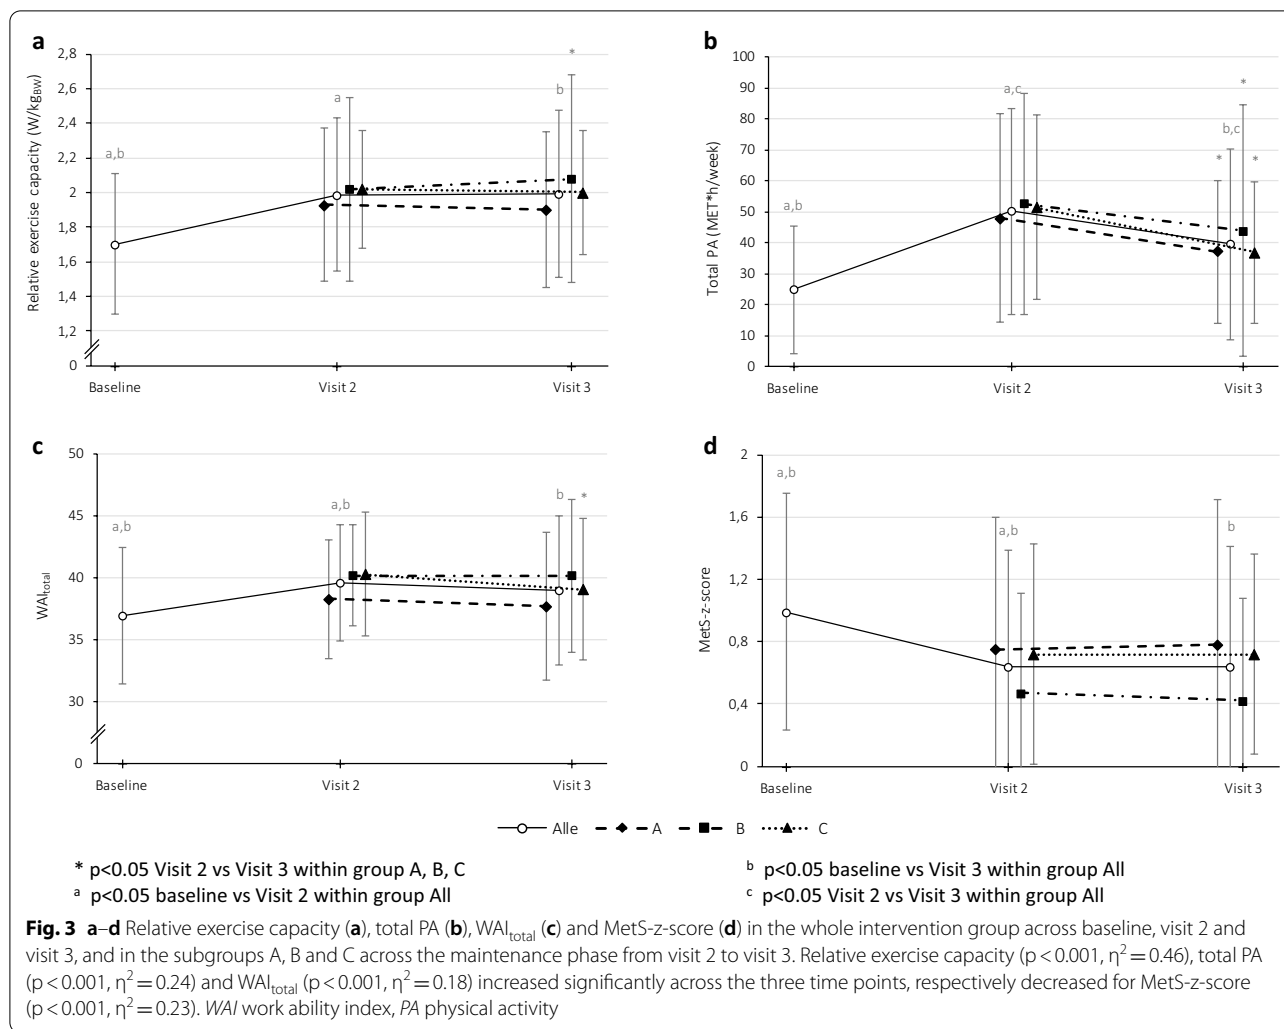 a
Relative exercise capacity (W/kgBW)
2,8
2,6
2,4
2,2
2,0
1,8
1,6
1,4
1,2
0
a,b
a
b
*
Baseline
Visit 2
Visit 3
b
Total PA (MET*h/week)
100
90
80
70
60
50
40
30
20
10
0
a,b
a,c
*
b,c
*
*
Baseline
Visit 2
Visit 3
c
WAItotal
50
45
40
35
30
0
a,b
a,b
b
*
Baseline
Visit 2
Visit 3
d
MetS-z-score
2
1,6
1,2
0,8
0,4
0
a,b
a,b
b
Baseline
Visit 2
Visit 3
Alle A B C
* p<0.05 Visit 2 vs Visit 3 within group A, B, C
a p<0.05 baseline vs Visit 2 within group All
b p<0.05 baseline vs Visit 3 within group All
c p<0.05 Visit 2 vs Visit 3 within group All
Fig. 3 a–d Relative exercise capacity (a), total PA (b), WAItotal (c) and MetS-z-score (d) in the whole intervention group across baseline, visit 2 and
visit 3, and in the subgroups A, B and C across the maintenance phase from visit 2 to visit 3. Relative exercise capacity (p < 0.001, η² = 0.46), total PA
(p < 0.001, η² = 0.24) and WAItotal (p < 0.001, η² = 0.18) increased significantly across the three time points, respectively decreased for MetS-z-score
(p < 0.001, η² = 0.23). WAI work ability index, PA physical activity